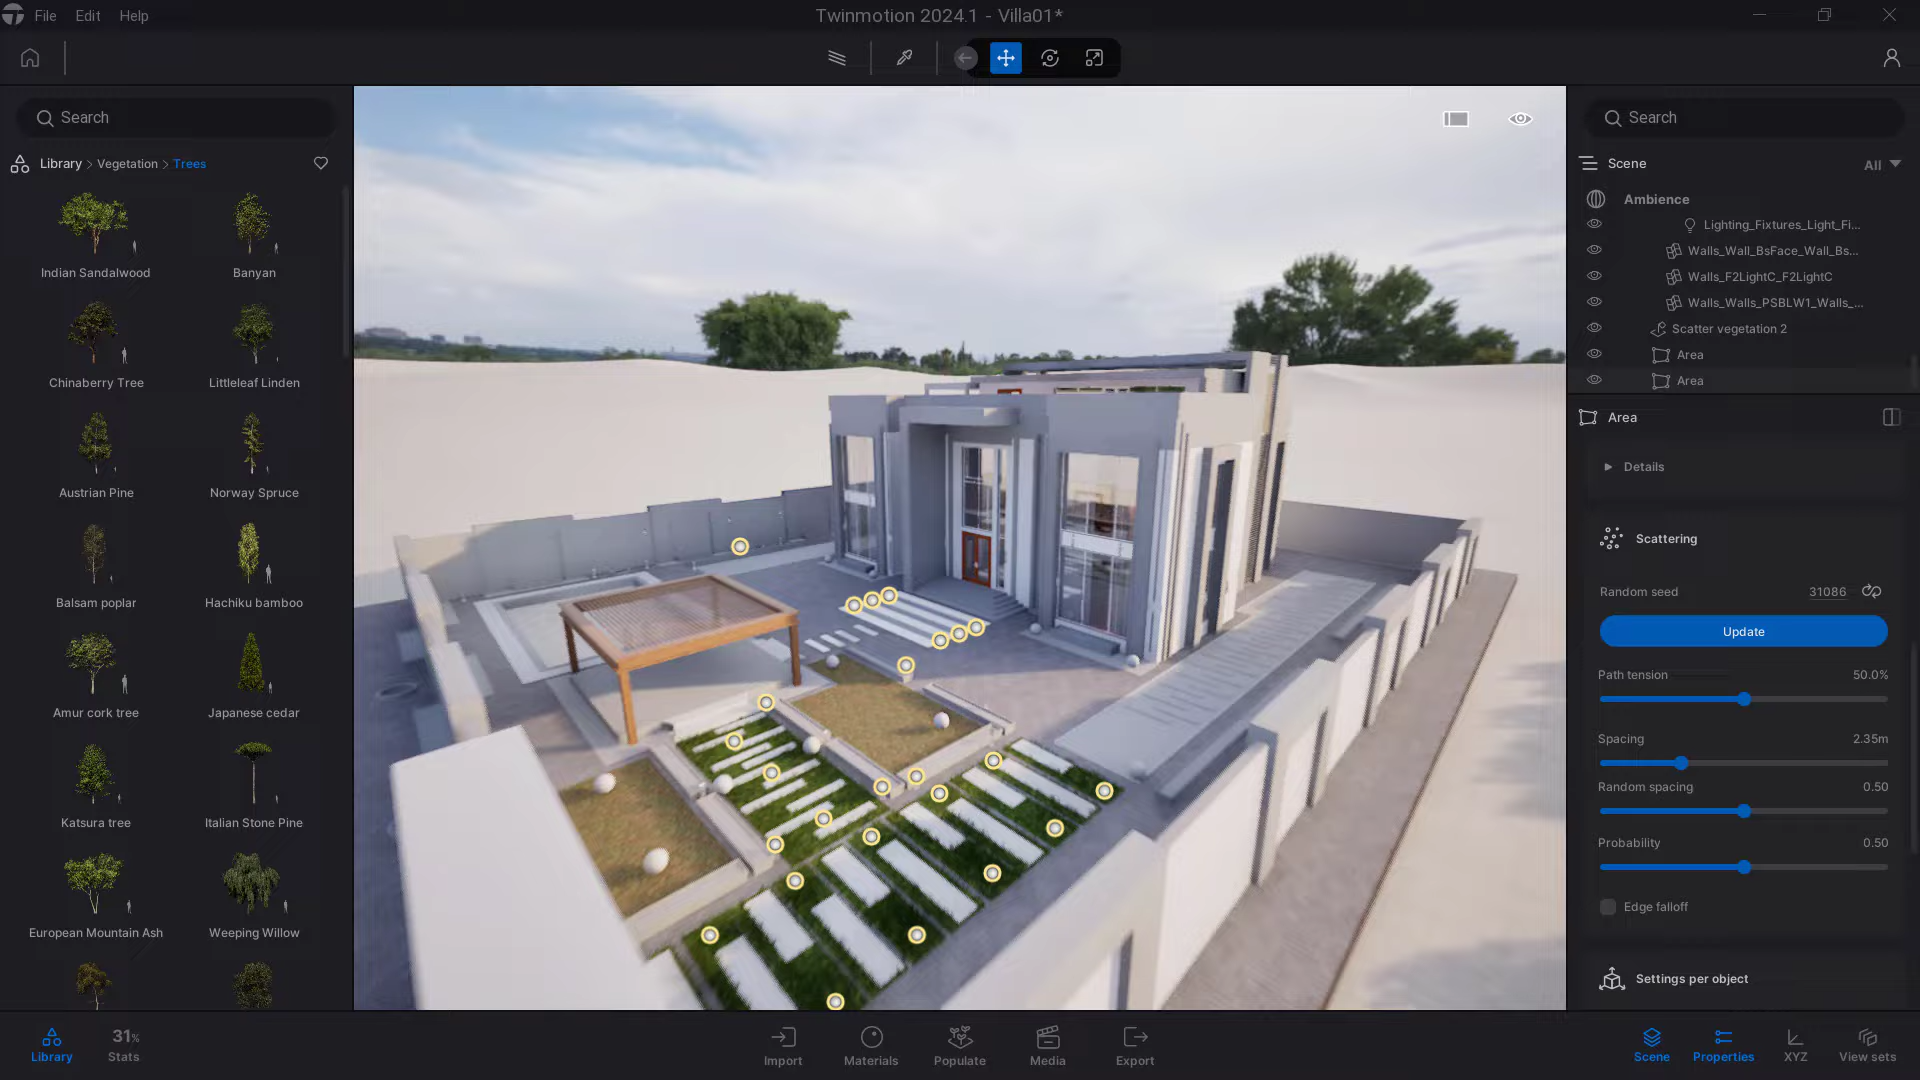 File Edit Help
Twinmotion 2024.1 - Villa01*
Search
Library > Vegetation > Trees
Indian Sandalwood
Banyan
Chinaberry Tree
Littleleaf Linden
Austrian Pine
Norway Spruce
Balsam poplar
Hachiku bamboo
Amur cork tree
Japanese cedar
Katsura tree
Italian Stone Pine
European Mountain Ash
Weeping Willow
Search
Scene
All
Ambience
Lighting_Fixtures_Light_Fi...
Walls_Wall_BsFace_Wall_Bs...
Walls_F2LightC_F2LightC
Walls_Walls_PSBLW1_Walls_...
Scatter vegetation 2
Area
Area
Area
Details
Scattering
Random seed 31086
Update
Path tension 50.0%
Spacing 2.35m
Random spacing 0.50
Probability 0.50
Edge falloff
Settings per object
Library
31%
Stats
Import
Materials
Populate
Media
Export
Scene
Properties
XYZ
View sets